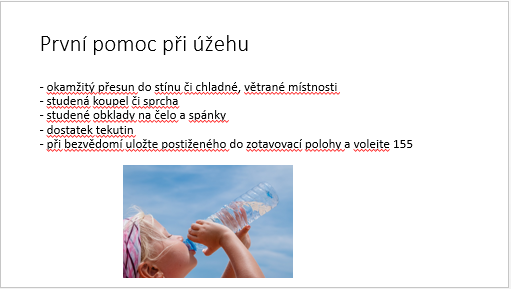 První pomoc při úžehu
- okamžitý přesun do stínu či chladné, větrané místnosti
- studená koupel či sprcha
- studené obklady na čelo a spánky
- dostatek tekutin
- při bezvědomí uložte postiženého do zotavovací polohy a volejte 155